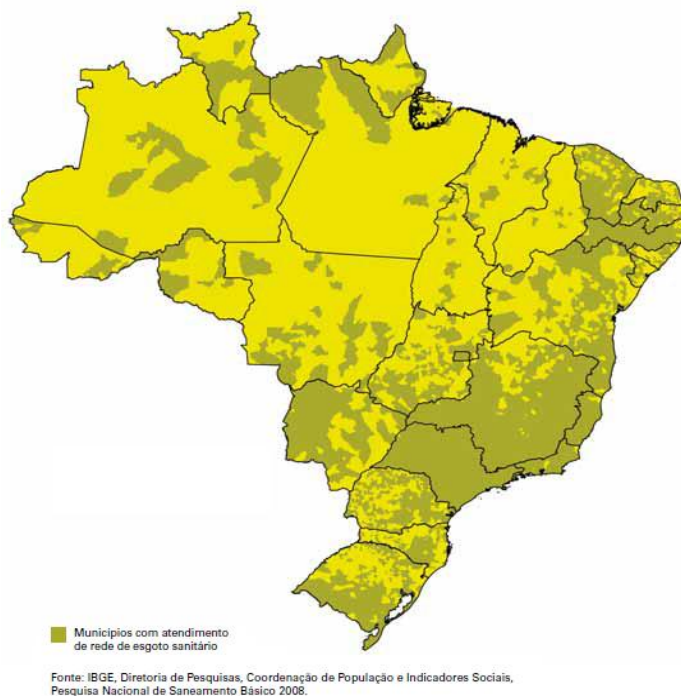 Municípios com atendimento
de rede de esgoto sanitário
Fonte: IBGE, Diretoria de Pesquisas, Coordenação de População e Indicadores Sociais,
Pesquisa Nacional de Saneamento Básico 2008.